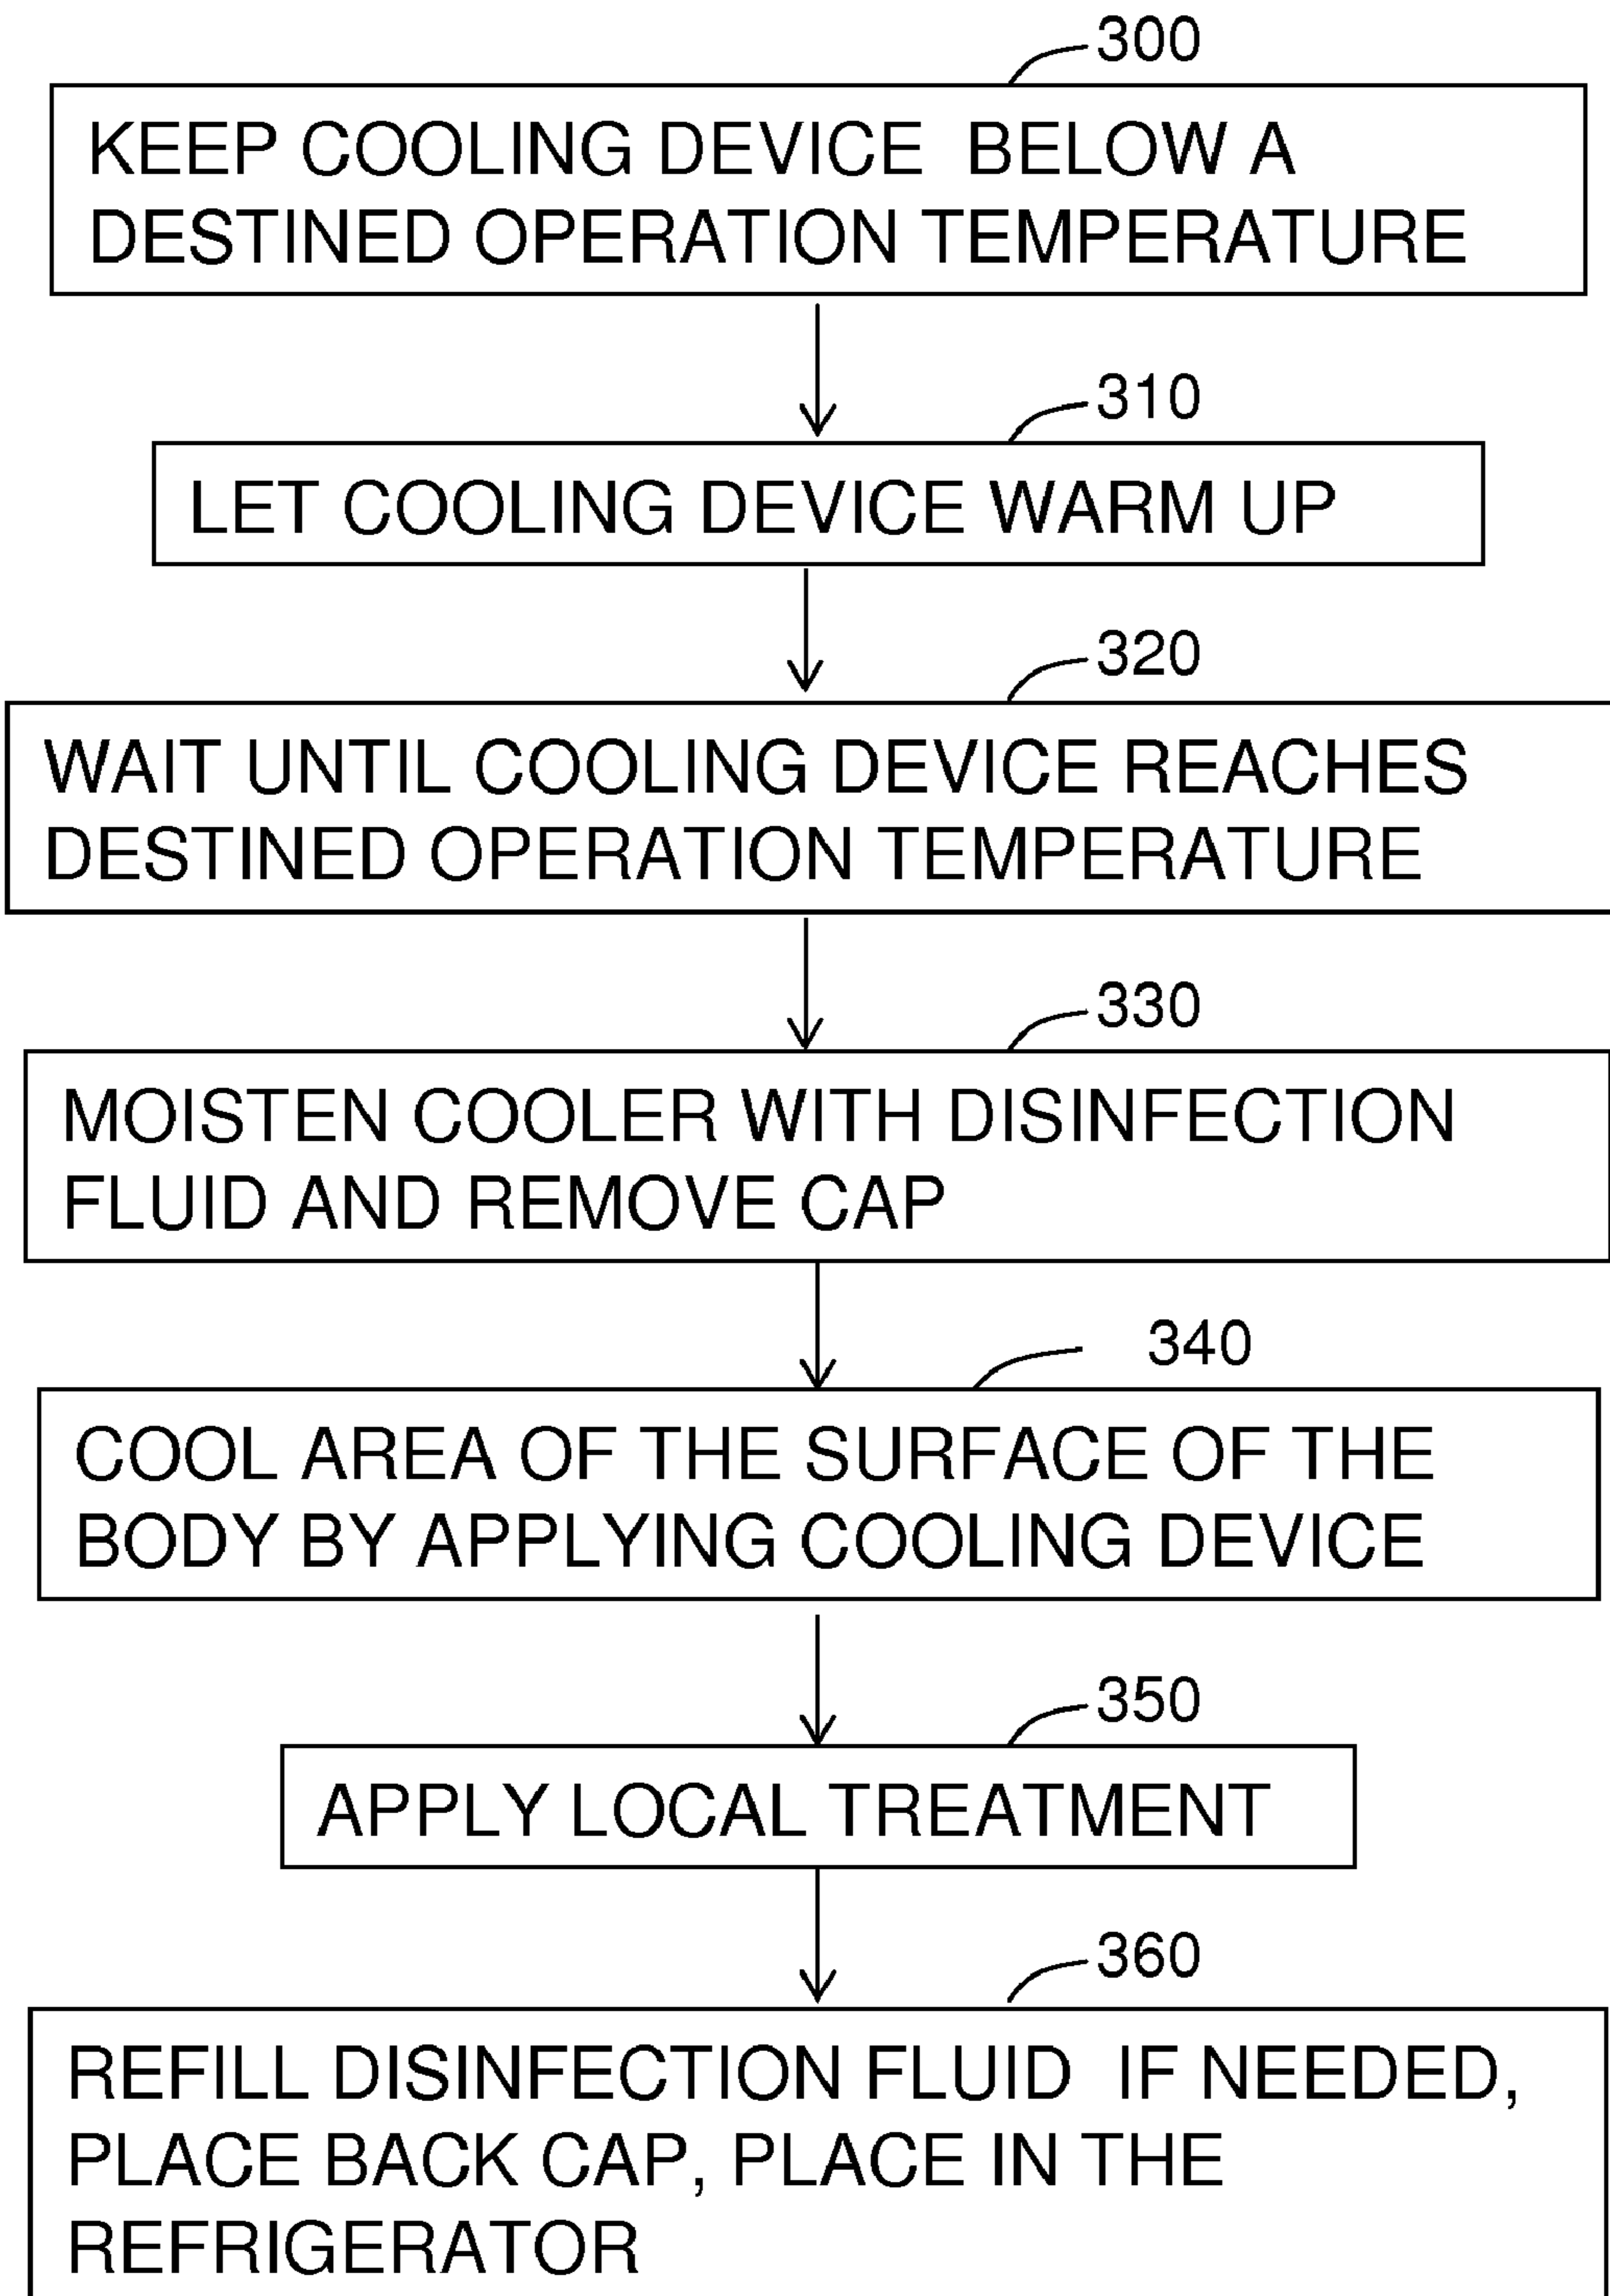 300
KEEP COOLING DEVICE BELOW A
DESTINED OPERATION TEMPERATURE
310
LET COOLING DEVICE WARM UP
320
WAIT UNTIL COOLING DEVICE REACHES
DESTINED OPERATION TEMPERATURE
330
MOISTEN COOLER WITH DISINFECTION
FLUID AND REMOVE CAP
340
COOL AREA OF THE SURFACE OF THE
BODY BY APPLYING COOLING DEVICE
350
APPLY LOCAL TREATMENT
360
REFILL DISINFECTION FLUID IF NEEDED,
PLACE BACK CAP, PLACE IN THE
REFRIGERATOR